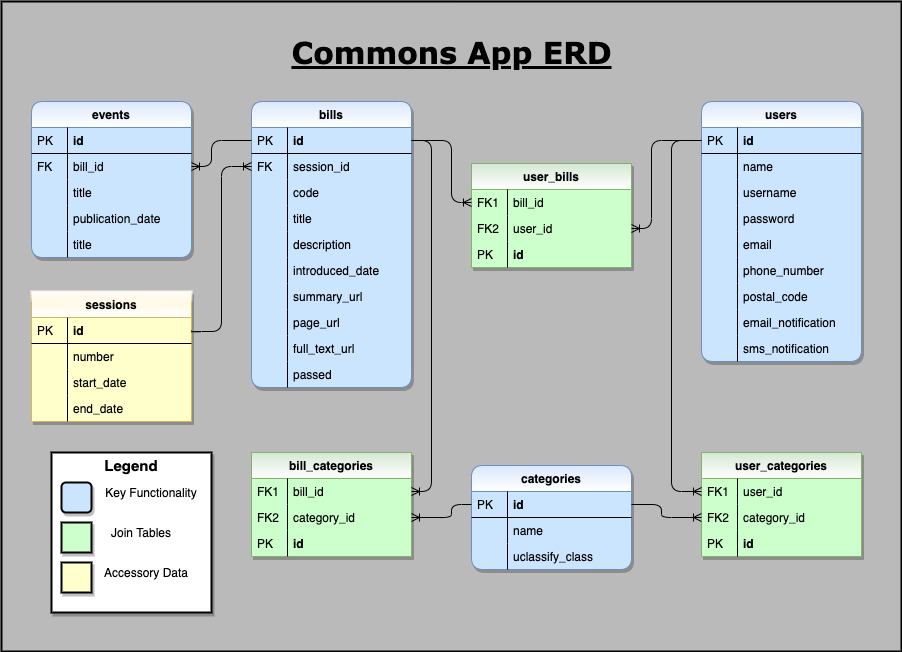 Commons App ERD
events
PK id
FK bill_id
title
publication_date
title
bills
PK id
FK session_id
code
title
description
introduced_date
summary_url
page_url
full_text_url
passed
user_bills
FK1 bill_id
FK2 user_id
PK id
users
PK id
name
username
password
email
phone_number
postal_code
email_notification
sms_notification
sessions
PK id
number
start_date
end_date
Legend
Key Functionality
Join Tables
Accessory Data
bill_categories
FK1 bill_id
FK2 category_id
PK id
categories
PK id
name
uclassify_class
user_categories
FK1 user_id
FK2 category_id
PK id